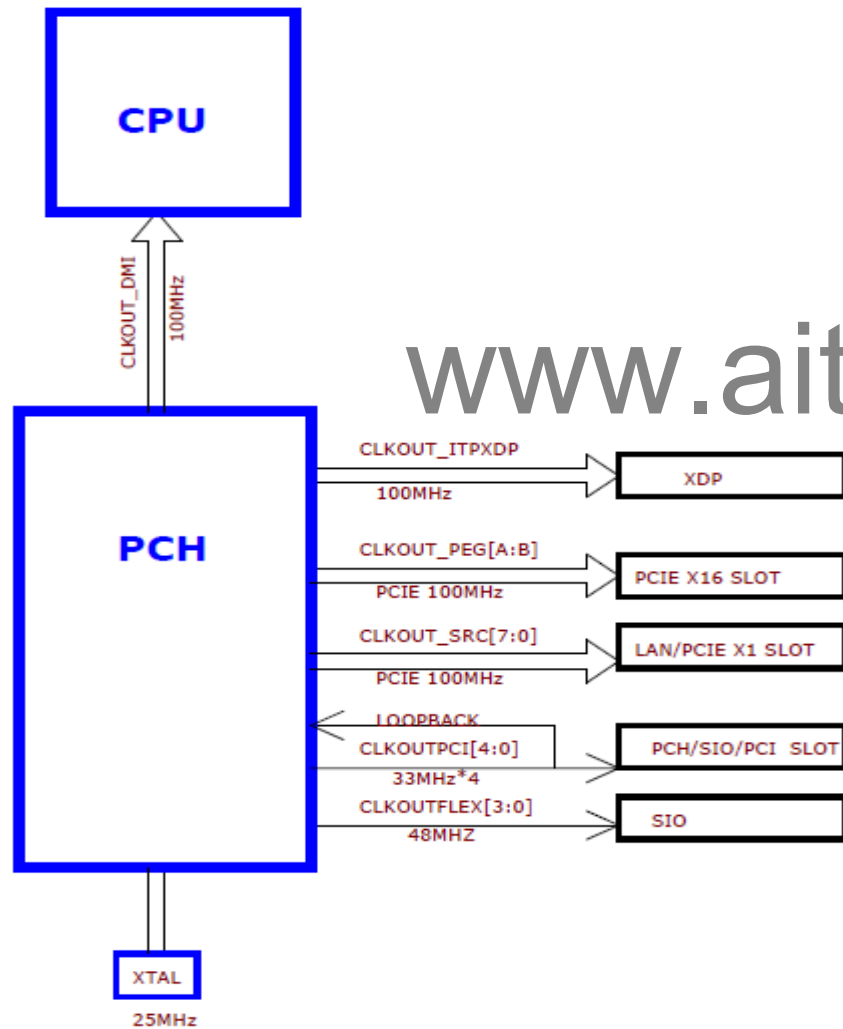 CPU
CLKOUT_DMI
100MHz
www.ait
PCH
CLKOUT_ITPXDP
100MHz
XDP
CLKOUT_PEG[A:B]
PCIE 100MHz
PCIE X16 SLOT
CLKOUT_SRC[7:0]
PCIE 100MHz
LAN/PCIE X1 SLOT
LOOPBACK
CLKOUTPCI[4:0]
33MHz*4
PCH/SIO/PCI SLOT
CLKOUTFLEX[3:0]
48MHZ
SIO
XTAL
25MHz